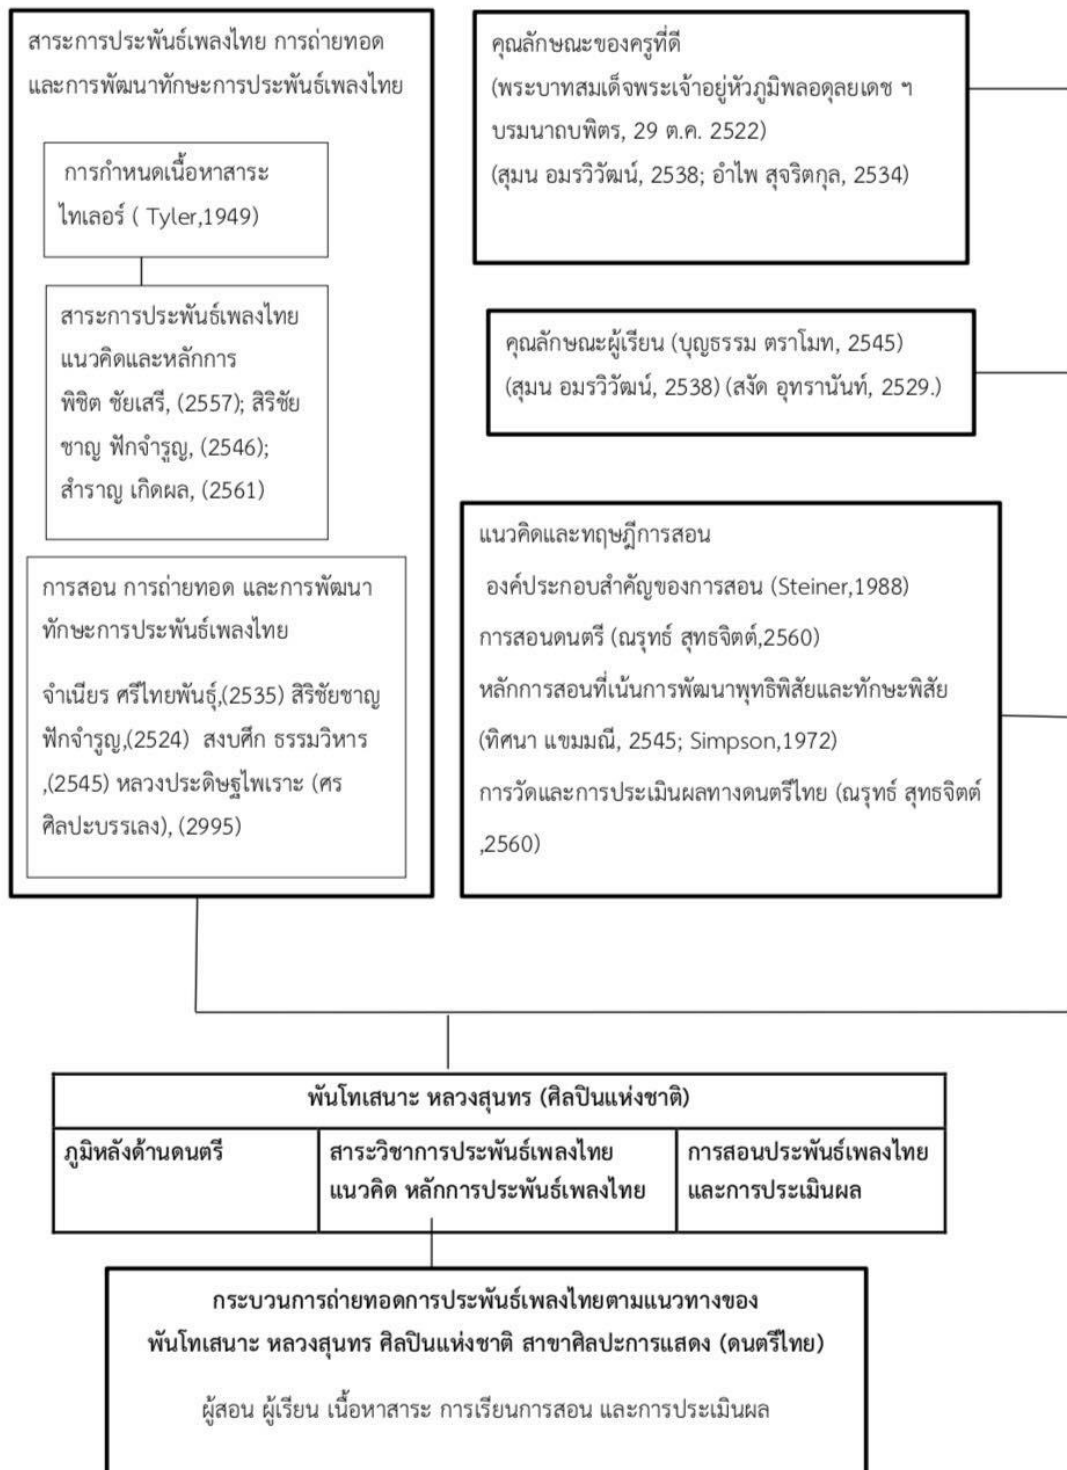 สาระการประพันธ์เพลงไทย การถ่ายทอด
และการพัฒนาทักษะการประพันธ์เพลงไทย
การกำหนดเนื้อหาสาระ
ไทเลอร์ ( Tyler,1949)
สาระการประพันธ์เพลงไทย
แนวคิดและหลักการ
พิชิต ชัยเสรี, (2557); สิริชัย
ชาญ ฟักจำรูญ, (2546);
สำราญ เกิดผล, (2561)
การสอน การถ่ายทอด และการพัฒนา
ทักษะการประพันธ์เพลงไทย
จำเนียร ศรีไทยพันธุ์,(2535) สิริชัยชาญ
ฟักจำรูญ,(2524) สงบศึก ธรรมวิหาร
,(2545) หลวงประดิษฐไพเราะ (ศร
ศิลปะบรรเลง), (2995)
คุณลักษณะของครูที่ดี
(พระบาทสมเด็จพระเจ้าอยู่หัวภูมิพลอดุลยเดช ฯ
บรมนาถบพิตร, 29 ต.ค. 2522)
(สุมน อมรวิวัฒน์, 2538; อำไพ สุจริตกุล, 2534)
คุณลักษณะผู้เรียน (บุญธรรม ตราโมท, 2545)
(สุมน อมรวิวัฒน์, 2538) (สงัด อุทรานันท์, 2529.)
แนวคิดและทฤษฎีการสอน
องค์ประกอบสำคัญของการสอน (Steiner,1988)
การสอนดนตรี (ณรุทธ์ สุทธจิตต์,2560)
หลักการสอนที่เน้นการพัฒนาพุทธิพิสัยและทักษะพิสัย
(ทิศนา แขมมณี, 2545; Simpson,1972)
การวัดและการประเมินผลทางดนตรีไทย (ณรุทธ์ สุทธจิตต์
,2560)
พันโทเสนาะ หลวงสุนทร (ศิลปินแห่งชาติ)
ภูมิหลังด้านดนตรี
สาระวิชาการประพันธ์เพลงไทย
แนวคิด หลักการประพันธ์เพลงไทย
การสอนประพันธ์เพลงไทย
และการประเมินผล
กระบวนการถ่ายทอดการประพันธ์เพลงไทยตามแนวทางของ
พันโทเสนาะ หลวงสุนทร ศิลปินแห่งชาติ สาขาศิลปะการแสดง (ดนตรีไทย)
ผู้สอน ผู้เรียน เนื้อหาสาระ การเรียนการสอน และการประเมินผล